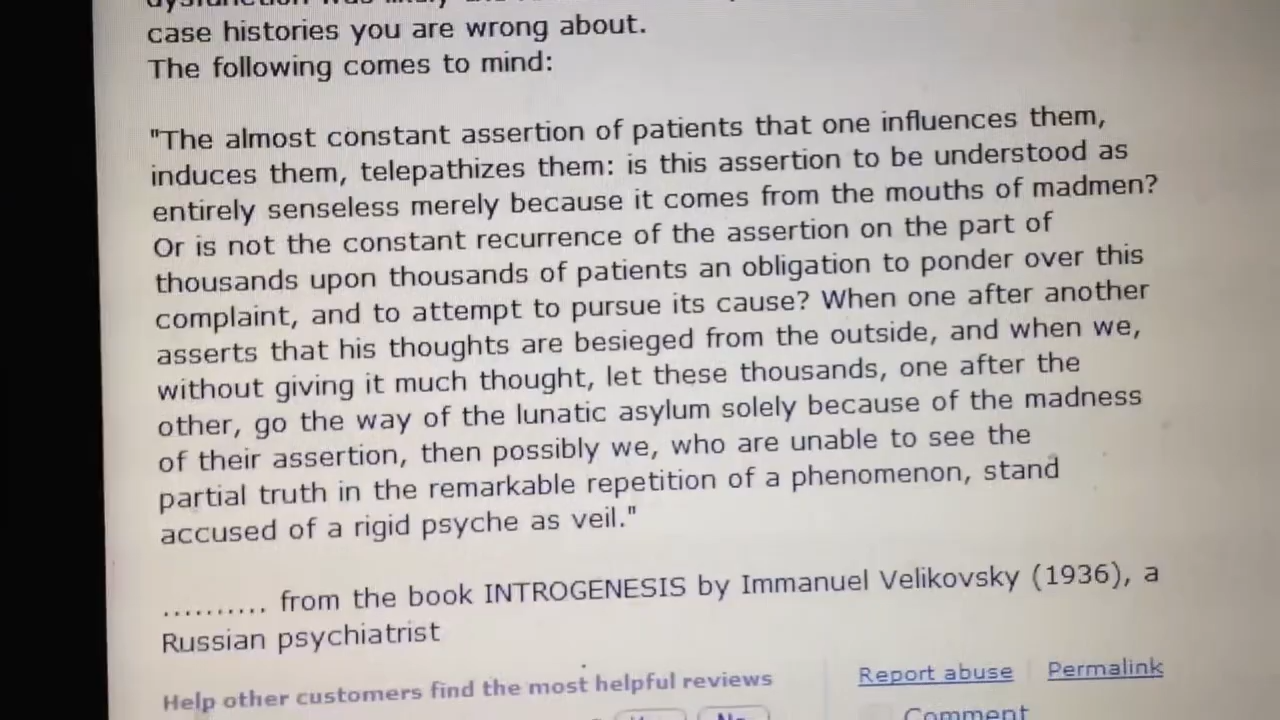 case histories you are wrong about.
The following comes to mind:
"The almost constant assertion of patients that one influences them,
induces them, telepathizes them: is this assertion to be understood as
entirely senseless merely because it comes from the mouths of madmen?
Or is not the constant recurrence of the assertion on the part of
thousands upon thousands of patients an obligation to ponder over this
complaint, and to attempt to pursue its cause? When one after another
asserts that his thoughts are besieged from the outside, and when we,
without giving it much thought, let these thousands, one after the
other, go the way of the lunatic asylum solely because of the madness
of their assertion, then possibly we, who are unable to see the
partial truth in the remarkable repetition of a phenomenon, stand
accused of a rigid psyche as veil."
.......... from the book INTROGENESIS by Immanuel Velikovsky (1936), a
Russian psychiatrist
Help other customers find the most helpful reviews
Report abuse Permalink
Comment